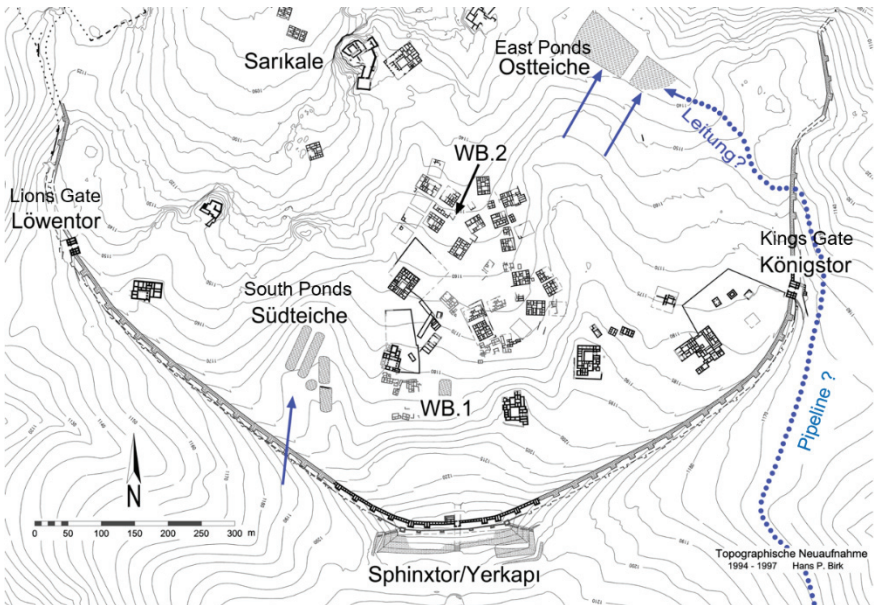 East Ponds
Ostteiche
Sarıkale
Leitung?
WB.2
Lions Gate
Löwentor
Kings Gate
Königstor
South Ponds
Südteiche
WB.1
Pipeline ?
N
0 50 100 150 200 250 300 m
Topographische Neuaufnahme
1994 - 1997 Hans P. Birk
Sphinxtor/Yerkapı